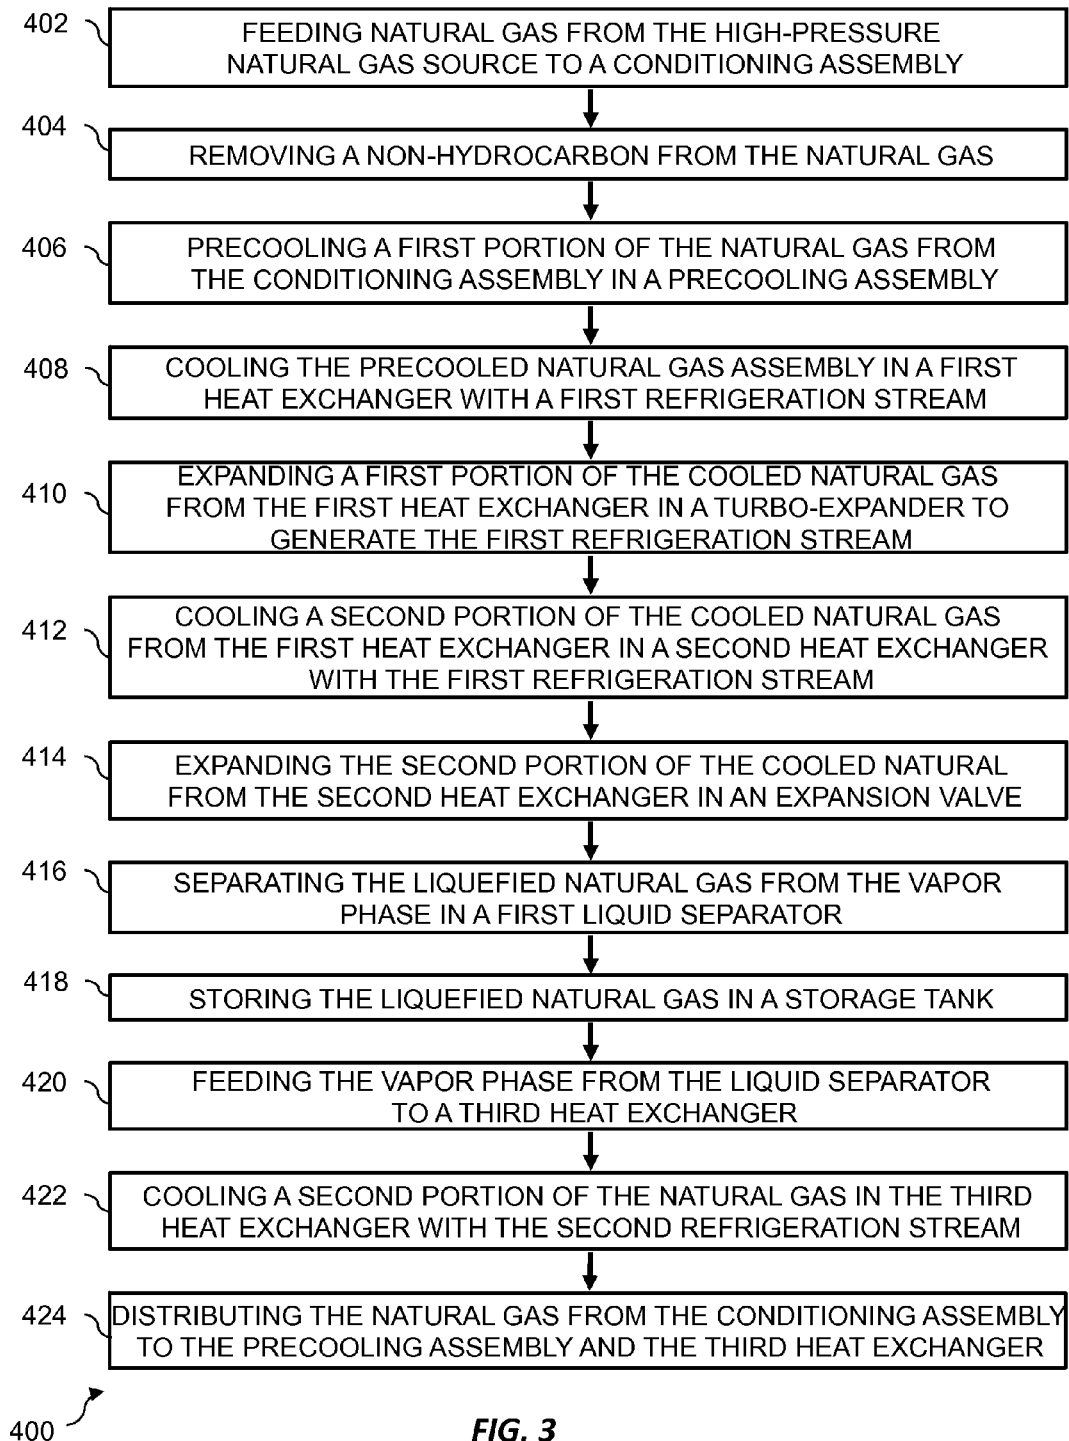 402
FEEDING NATURAL GAS FROM THE HIGH-PRESSURE
NATURAL GAS SOURCE TO A CONDITIONING ASSEMBLY
404
REMOVING A NON-HYDROCARBON FROM THE NATURAL GAS
406
PRECOOLING A FIRST PORTION OF THE NATURAL GAS FROM
THE CONDITIONING ASSEMBLY IN A PRECOOLING ASSEMBLY
408
COOLING THE PRECOOLED NATURAL GAS ASSEMBLY IN A FIRST
HEAT EXCHANGER WITH A FIRST REFRIGERATION STREAM
410
EXPANDING A FIRST PORTION OF THE COOLED NATURAL GAS
FROM THE FIRST HEAT EXCHANGER IN A TURBO-EXPANDER TO
GENERATE THE FIRST REFRIGERATION STREAM
412
COOLING A SECOND PORTION OF THE COOLED NATURAL GAS
FROM THE FIRST HEAT EXCHANGER IN A SECOND HEAT EXCHANGER
WITH THE FIRST REFRIGERATION STREAM
414
EXPANDING THE SECOND PORTION OF THE COOLED NATURAL
FROM THE SECOND HEAT EXCHANGER IN AN EXPANSION VALVE
416
SEPARATING THE LIQUEFIED NATURAL GAS FROM THE VAPOR
PHASE IN A FIRST LIQUID SEPARATOR
418
STORING THE LIQUEFIED NATURAL GAS IN A STORAGE TANK
420
FEEDING THE VAPOR PHASE FROM THE LIQUID SEPARATOR
TO A THIRD HEAT EXCHANGER
422
COOLING A SECOND PORTION OF THE NATURAL GAS IN THE THIRD
HEAT EXCHANGER WITH THE SECOND REFRIGERATION STREAM
424
DISTRIBUTING THE NATURAL GAS FROM THE CONDITIONING ASSEMBLY
TO THE PRECOOLING ASSEMBLY AND THE THIRD HEAT EXCHANGER
400
FIG. 3